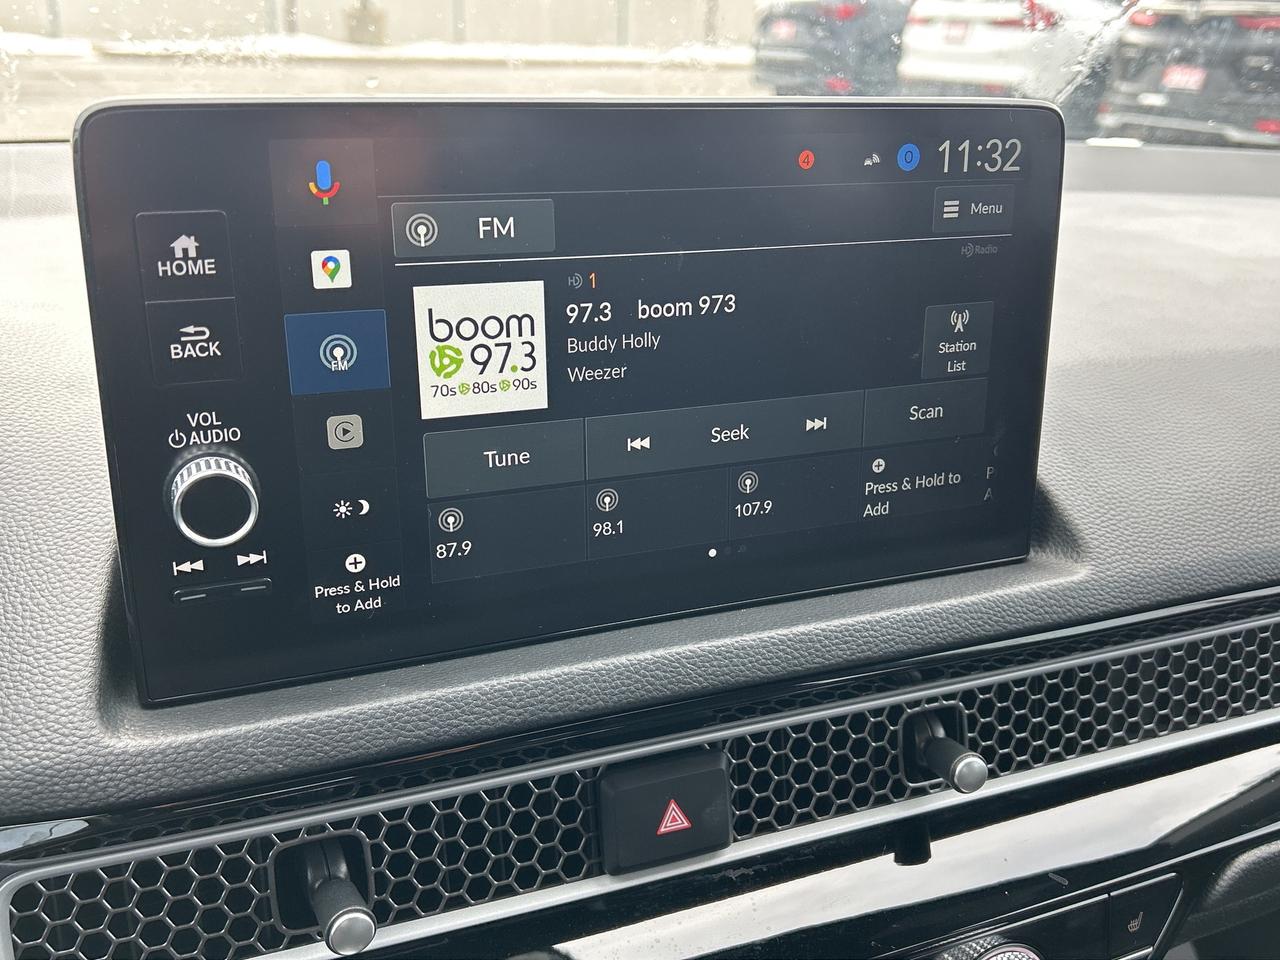 4
0
11:32
FM
Menu
HD Radio
HOME
BACK
VOL
AUDIO
FM
boom
97.3
70s 80s 90s
HD 1
97.3 boom 973
Buddy Holly
Weezer
Station
List
Tune
Seek
Scan
87.9
98.1
107.9
Press & Hold to
Add
P
A
Press & Hold
to Add